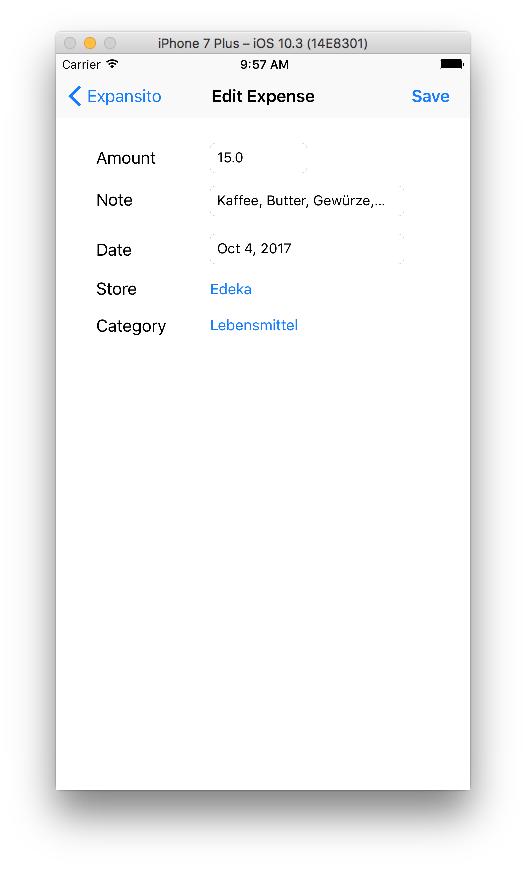 iPhone 7 Plus – iOS 10.3 (14E8301)
Carrier 9:57 AM
Expansito Edit Expense Save
Amount 15.0
Note Kaffee, Butter, Gewürze,...
Date Oct 4, 2017
Store Edeka
Category Lebensmittel